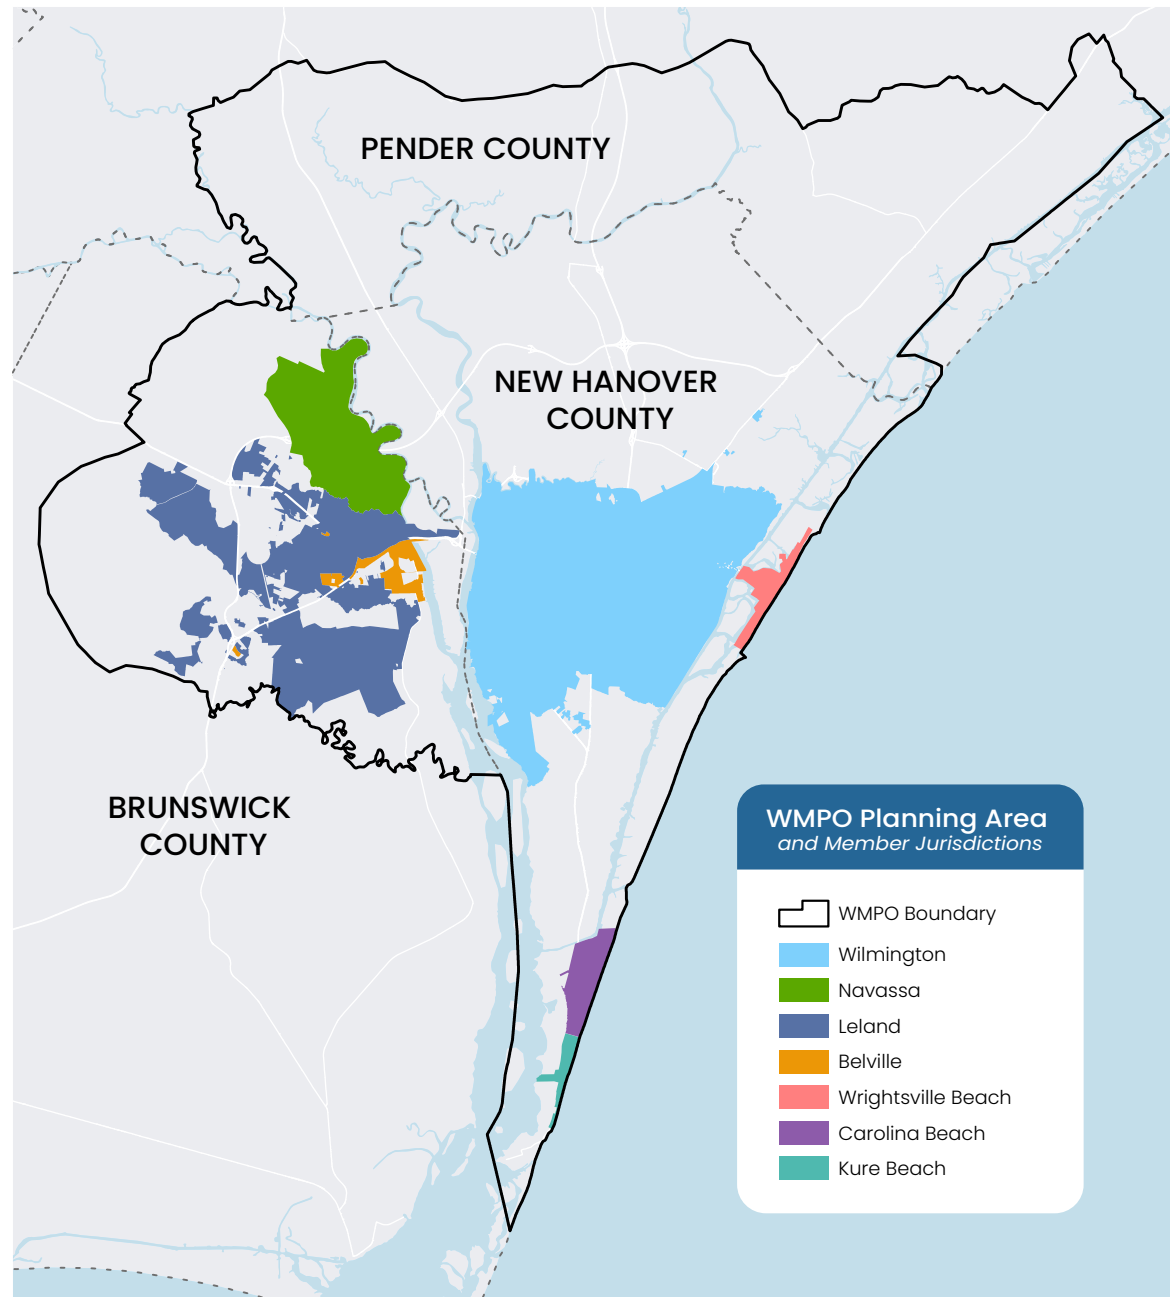 PENDER COUNTY
NEW HANOVER
COUNTY
BRUNSWICK
COUNTY
WMPO Planning Area
and Member Jurisdictions
WMPO Boundary
Wilmington
Navassa
Leland
Belville
Wrightsville Beach
Carolina Beach
Kure Beach